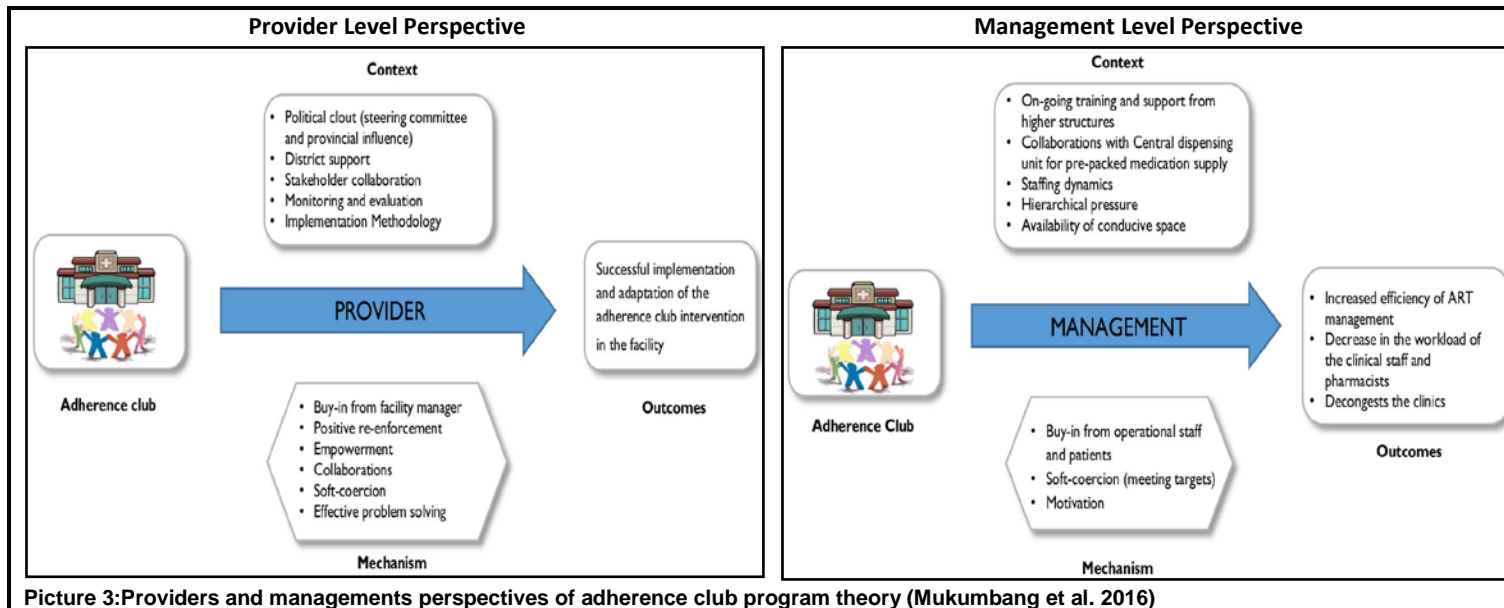 Provider Level Perspective
Context
• Political clout (steering committee
and provincial influence)
• District support
• Stakeholder collaboration
• Monitoring and evaluation
• Implementation Methodology
PROVIDER
Adherence club
Successful implementation
and adaptation of the
adherence club intervention
in the facility
Outcomes
• Buy-in from facility manager
• Positive re-enforcement
• Empowerment
• Collaborations
• Soft-coercion
• Effective problem solving
Mechanism
Management Level Perspective
Context
• On-going training and support from
higher structures
• Collaborations with Central dispensing
unit for pre-packed medication supply
• Staffing dynamics
• Hierarchical pressure
• Availability of conducive space
MANAGEMENT
Adherence Club
• Increased efficiency of ART
management
• Decrease in the workload of
the clinical staff and
pharmacists
• Decongests the clinics
Outcomes
• Buy-in from operational staff
and patients
• Soft-coercion (meeting targets)
• Motivation
Mechanism
Picture 3:Providers and managements perspectives of adherence club program theory (Mukumbang et al. 2016)